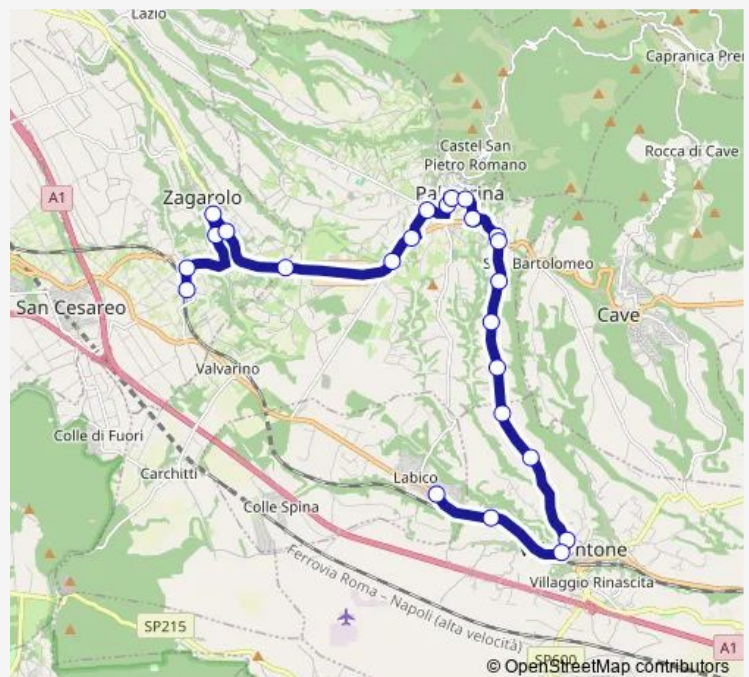 Lazio
Capranica Pre
A1
Castel San
Pietro Romano
Rocca di Cave
Zagarolo
Bartolomeo
San Cesareo
Cave
Valvarino
Colle di Fuori
Labico
Carchitti
Colle Spina
Ferrovia Roma – Napoli (alta velocità)
Villaggio Rinascita
SP215
A1
SP600
© OpenStreetMap contributors